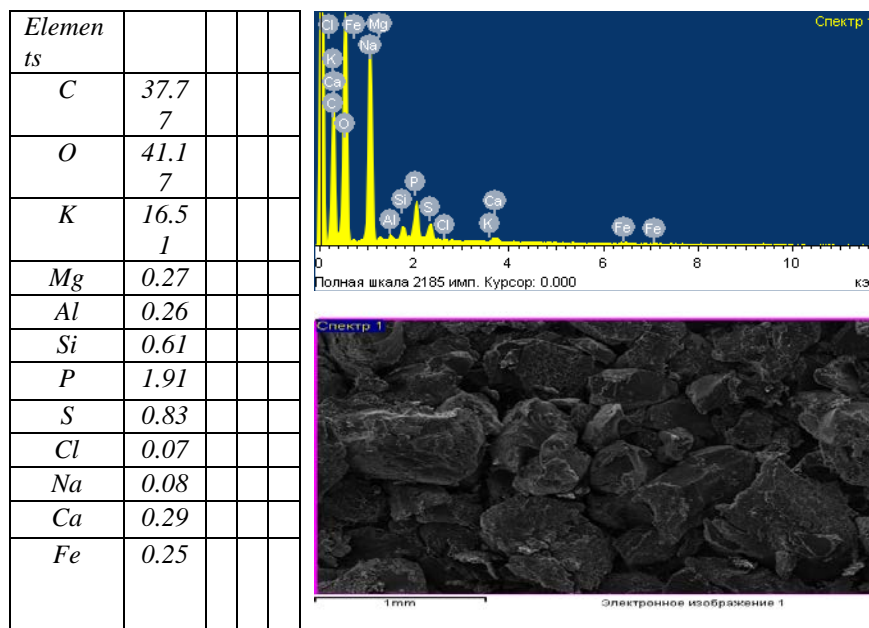 Elemen
ts
C 37.7
7
O 41.1
7
K 16.5
1
Mg 0.27
Al 0.26
Si 0.61
P 1.91
S 0.83
Cl 0.07
Na 0.08
Ca 0.29
Fe 0.25
Спектр 1
Cl Fe Mg
Na
K
Ca
C
O
P
Si S
Al Cl
Ca
K
Fe Fe
0 2 4 6 8 10
Полная шкала 2185 имп. Курсор: 0.000
кэ
Спектр 1
1mm Электронное изображение 1